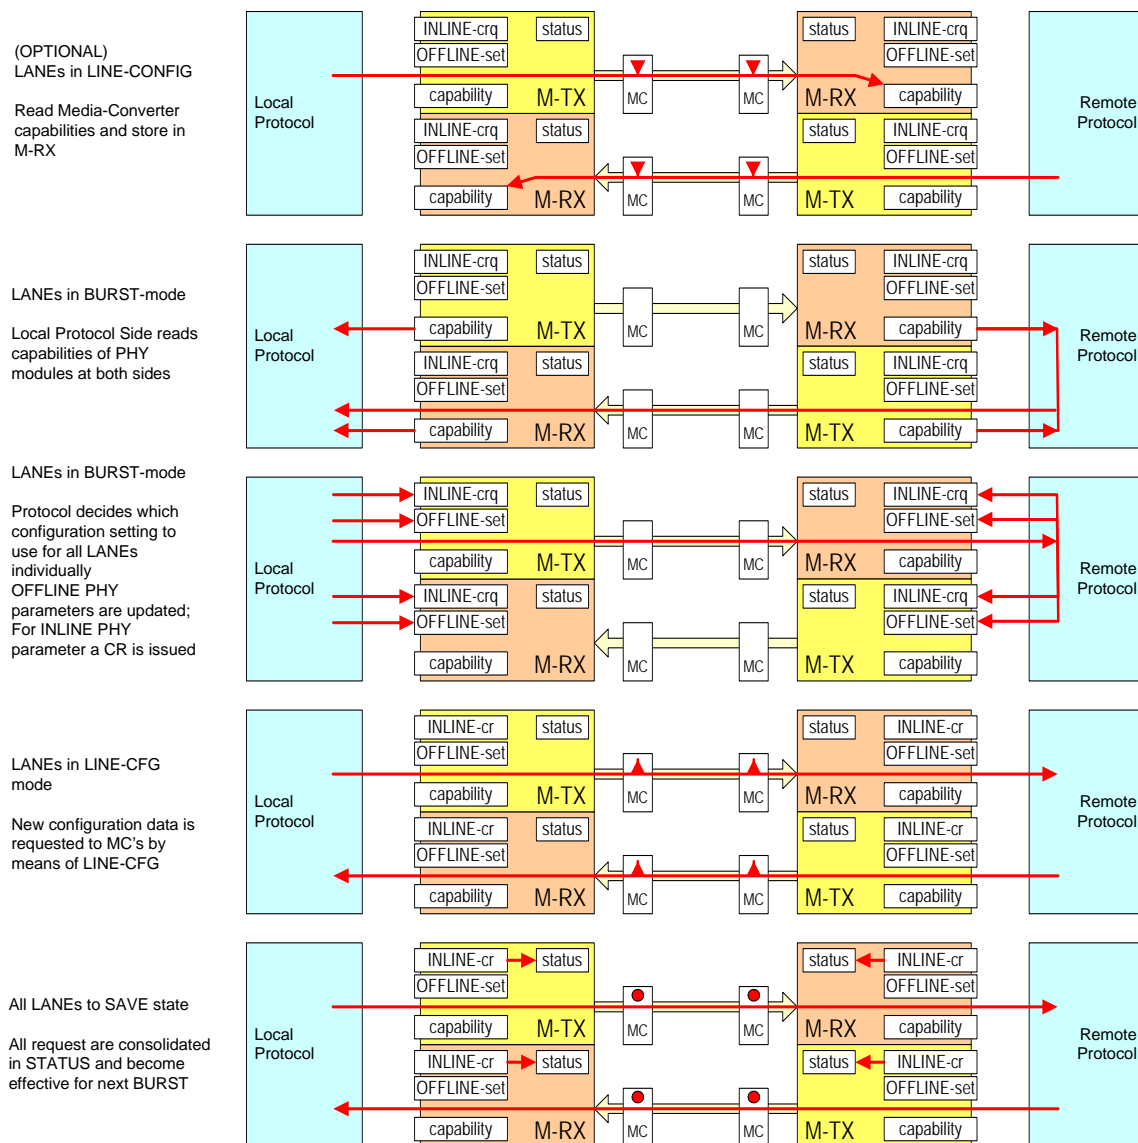 (OPTIONAL)
LANEs in LINE-CONFIG
Read Media-Converter
capabilities and store in
M-RX
Local
Protocol
INLINE-crq
status
OFFLINE-set
capability
M-TX
INLINE-crq
status
OFFLINE-set
capability
M-RX
MC
MC
MC
MC
status
INLINE-crq
OFFLINE-set
M-RX
capability
status
INLINE-crq
OFFLINE-set
M-TX
capability
Remote
Protocol
LANEs in BURST-mode
Local Protocol Side reads
capabilities of PHY
modules at both sides
Local
Protocol
INLINE-crq
status
OFFLINE-set
capability
M-TX
INLINE-crq
status
OFFLINE-set
capability
M-RX
MC
MC
MC
MC
status
INLINE-crq
OFFLINE-set
M-RX
capability
status
INLINE-crq
OFFLINE-set
M-TX
capability
Remote
Protocol
LANEs in BURST-mode
Protocol decides which
configuration setting to
use for all LANEs
individually
OFFLINE PHY
parameters are updated;
For INLINE PHY
parameter a CR is issued
Local
Protocol
INLINE-crq
status
OFFLINE-set
capability
M-TX
INLINE-crq
status
OFFLINE-set
capability
M-RX
MC
MC
MC
MC
status
INLINE-crq
OFFLINE-set
M-RX
capability
status
INLINE-crq
OFFLINE-set
M-TX
capability
Remote
Protocol
LANEs in LINE-CFG
mode
New configuration data is
requested to MC's by
means of LINE-CFG
Local
Protocol
INLINE-cr
status
OFFLINE-set
capability
M-TX
INLINE-cr
status
OFFLINE-set
capability
M-RX
MC
MC
MC
MC
status
INLINE-cr
OFFLINE-set
M-RX
capability
status
INLINE-cr
OFFLINE-set
M-TX
capability
Remote
Protocol
All LANEs to SAVE state
All request are consolidated
in STATUS and become
effective for next BURST
Local
Protocol
INLINE-cr
status
OFFLINE-set
capability
M-TX
INLINE-cr
status
OFFLINE-set
capability
M-RX
MC
MC
MC
MC
status
INLINE-cr
OFFLINE-set
M-RX
capability
status
INLINE-cr
OFFLINE-set
M-TX
capability
Remote
Protocol